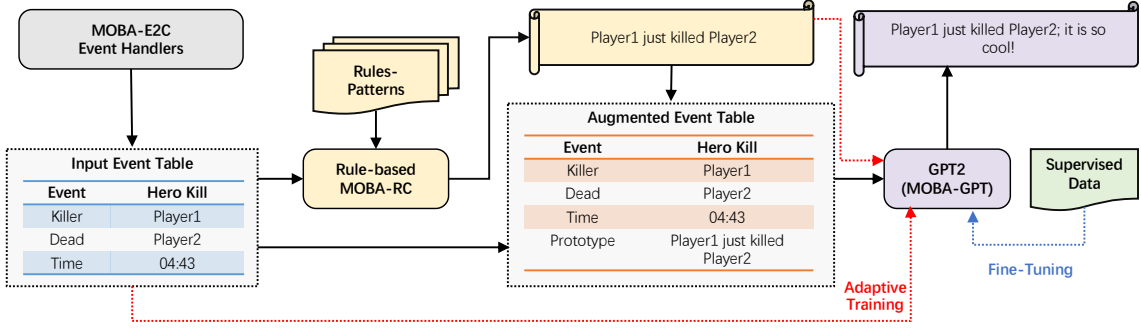 MOBA-E2C
Event Handlers
Rules-
Patterns
Player1 just killed Player2
Player1 just killed Player2; it is so
cool!
Input Event Table
Event Hero Kill
Killer Player1
Dead Player2
Time 04:43
Rule-based
MOBA-RC
Augmented Event Table
Event Hero Kill
Killer Player1
Dead Player2
Time 04:43
Prototype Player1 just killed
Player2
GPT2
(MOBA-GPT)
Supervised
Data
Fine-Tuning
Adaptive
Training